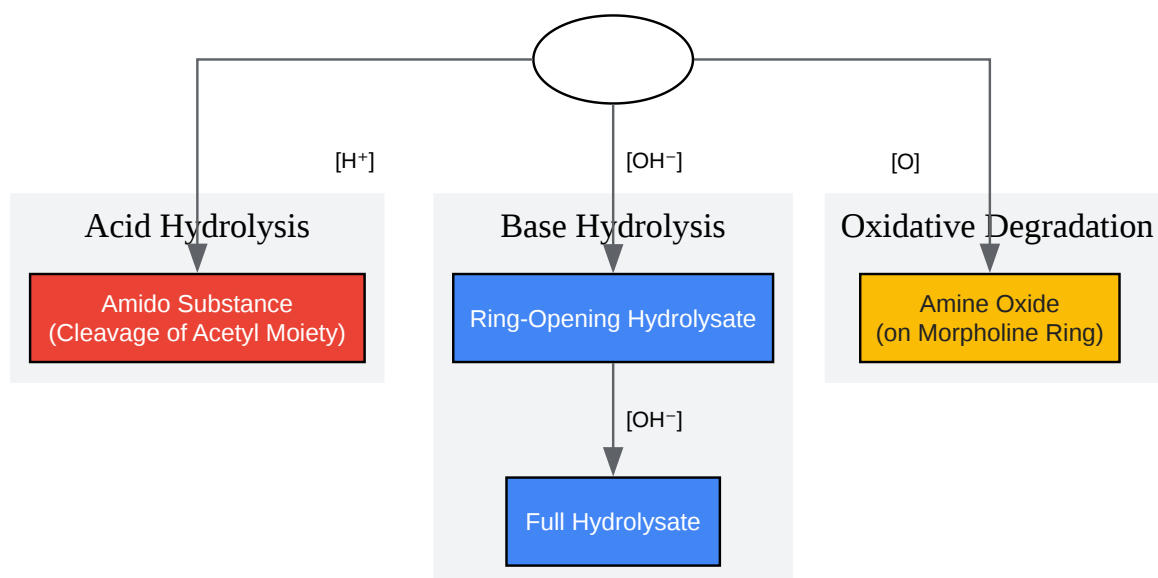 [H⁺]
[OH⁻]
[O]
Acid Hydrolysis
Base Hydrolysis
Oxidative Degradation
Amido Substance
(Cleavage of Acetyl Moiety)
Ring-Opening Hydrolysate
Amine Oxide
(on Morpholine Ring)
[OH⁻]
Full Hydrolysate